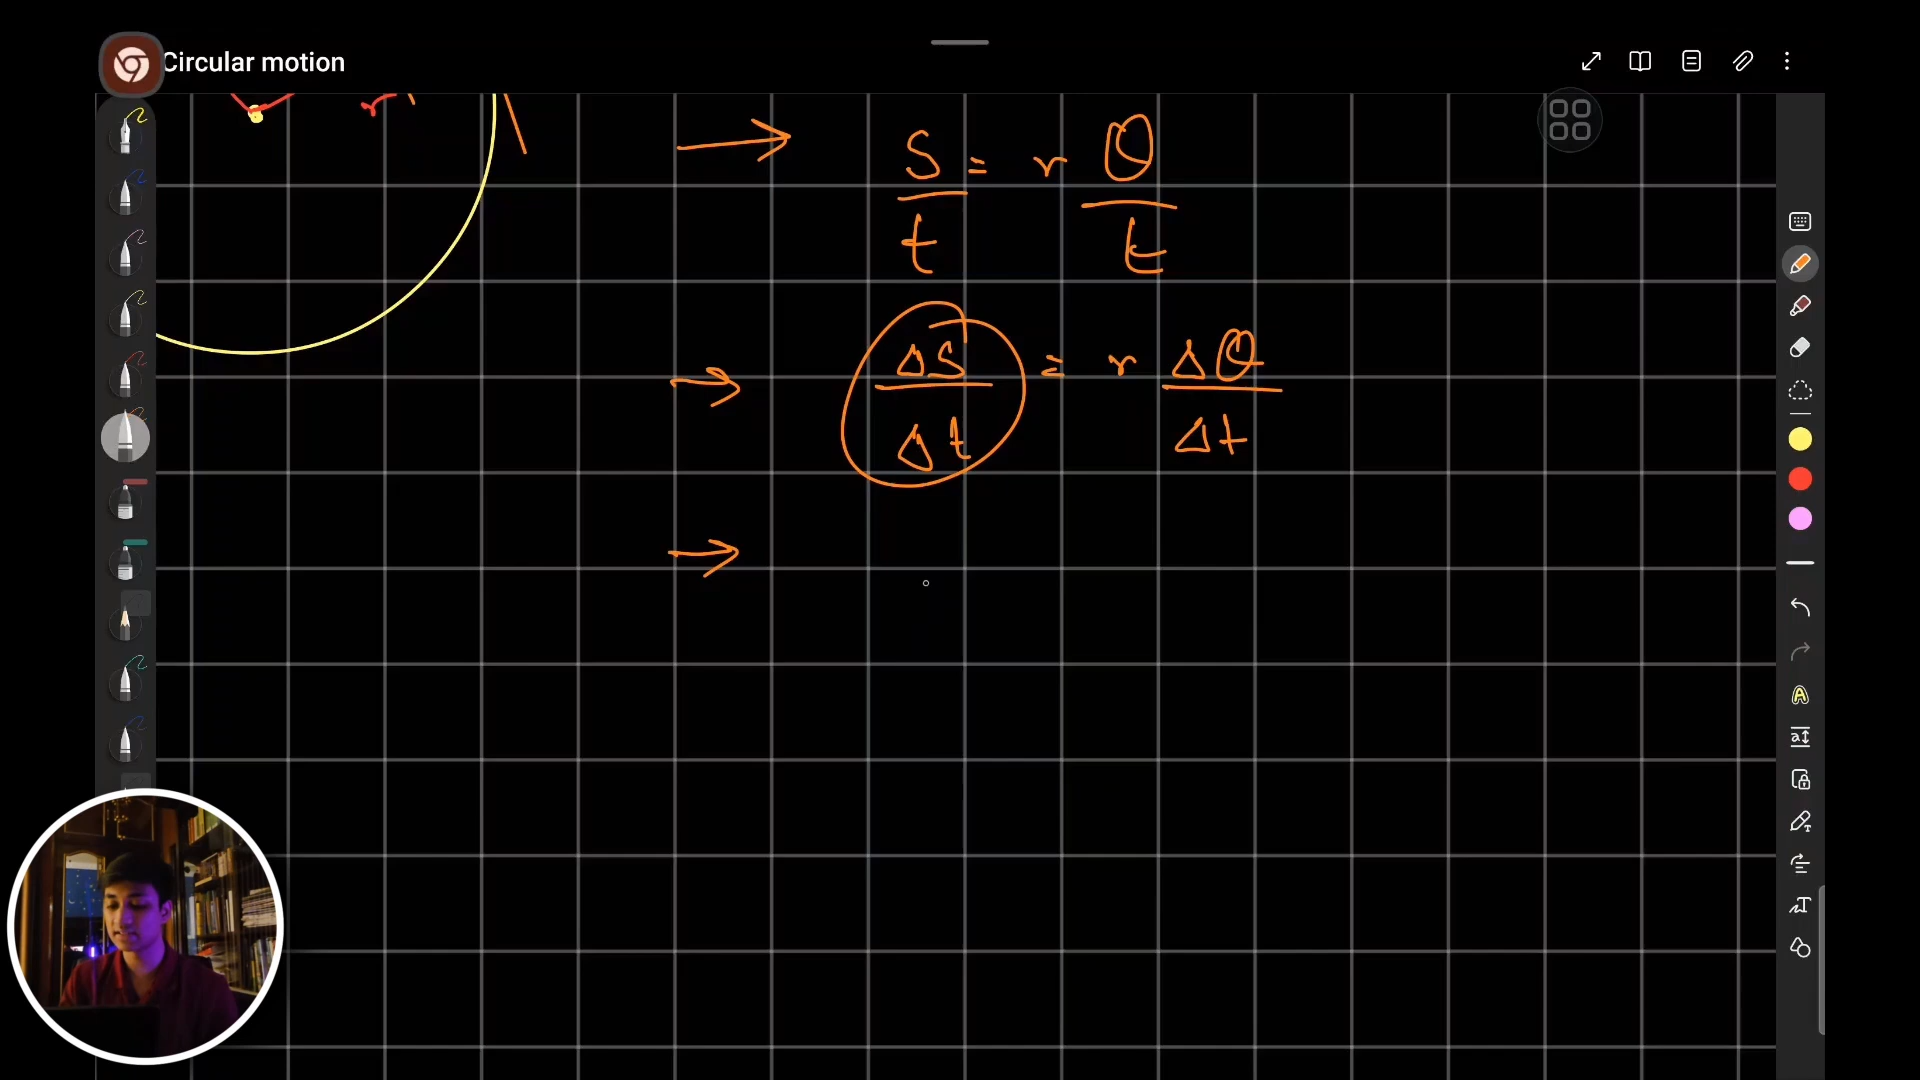 Circular motion
r
S/t = r θ/t
ΔS/Δt = r Δθ/Δt